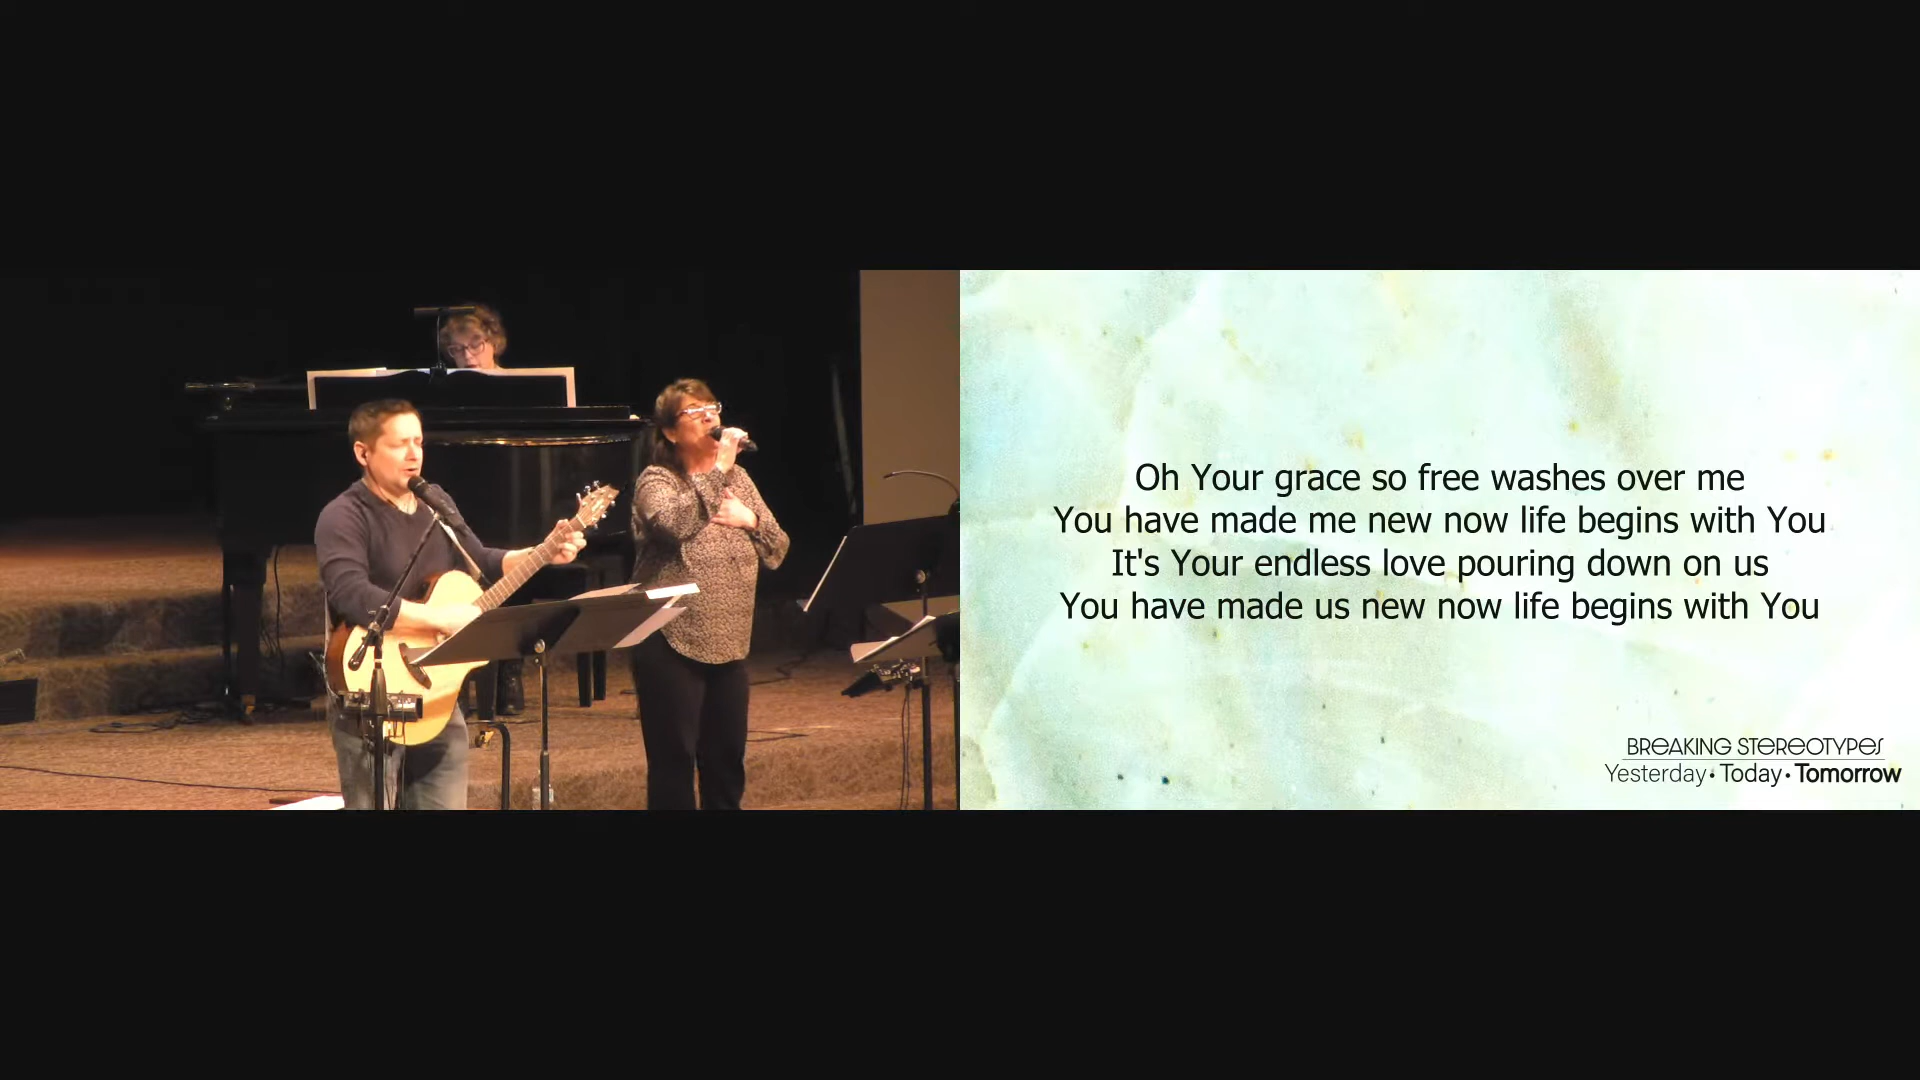 Oh Your grace so free washes over me
You have made me new now life begins with You
It's Your endless love pouring down on us
You have made us new now life begins with You
BREAKING STEREOTYPES
Yesterday • Today • Tomorrow